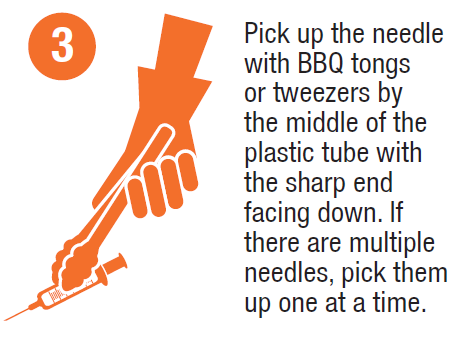 3
Pick up the needle
with BBQ tongs
or tweezers by
the middle of the
plastic tube with
the sharp end
facing down. If
there are multiple
needles, pick them
up one at a time.